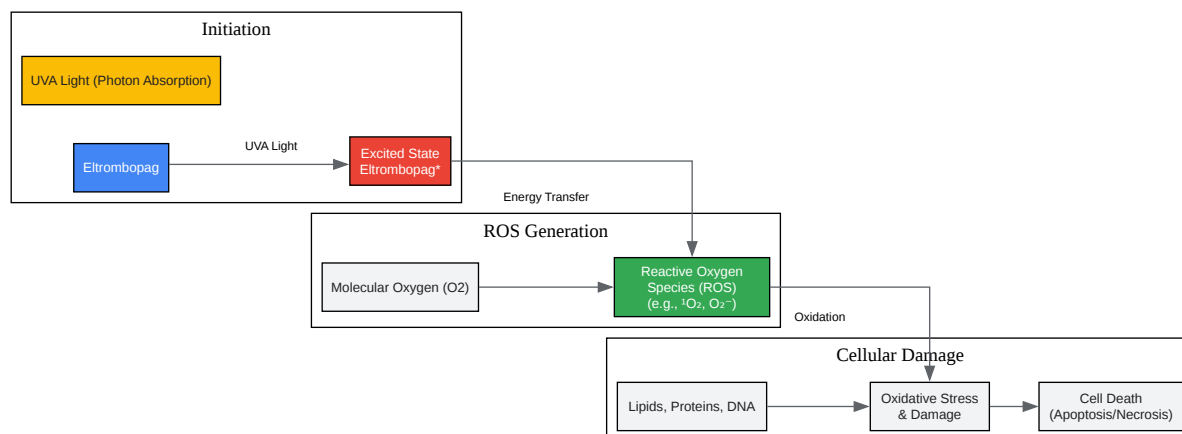 Initiation
UVA Light (Photon Absorption)
Eltrombopag
UVA Light
Excited State
Eltrombopag*
Energy Transfer
ROS Generation
Molecular Oxygen (O2)
Reactive Oxygen
Species (ROS)
(e.g., ¹O₂, O₂⁻)
Oxidation
Cellular Damage
Lipids, Proteins, DNA
Oxidative Stress
& Damage
Cell Death
(Apoptosis/Necrosis)